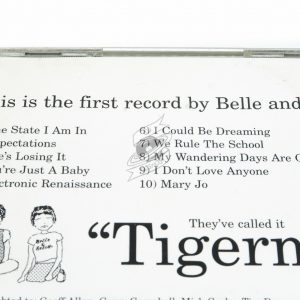 is is the first record by Belle and
e State I Am In
pectations
e's Losing It
u're Just A Baby
ctronic Renaissance
6) I Could Be Dreaming
7) We Rule The School
8) My Wandering Days Are O
9) I Don't Love Anyone
10) Mary Jo
They've called it
“Tigerm